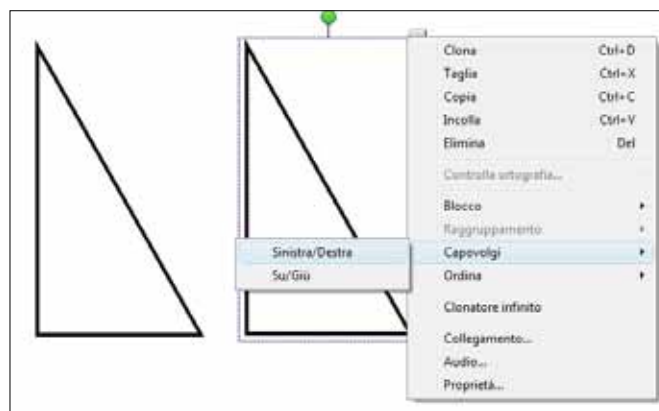 Clona Ctrl+D
Taglia Ctrl+X
Copia Ctrl+C
Incolla Ctrl+V
Elimina Del
Controlla ortografia...
Blocco
Raggruppamento
Sinistra/Destra
Capovolgi
Su/Giù
Ordina
Clonatore infinito
Collegamento...
Audio...
Proprietà...